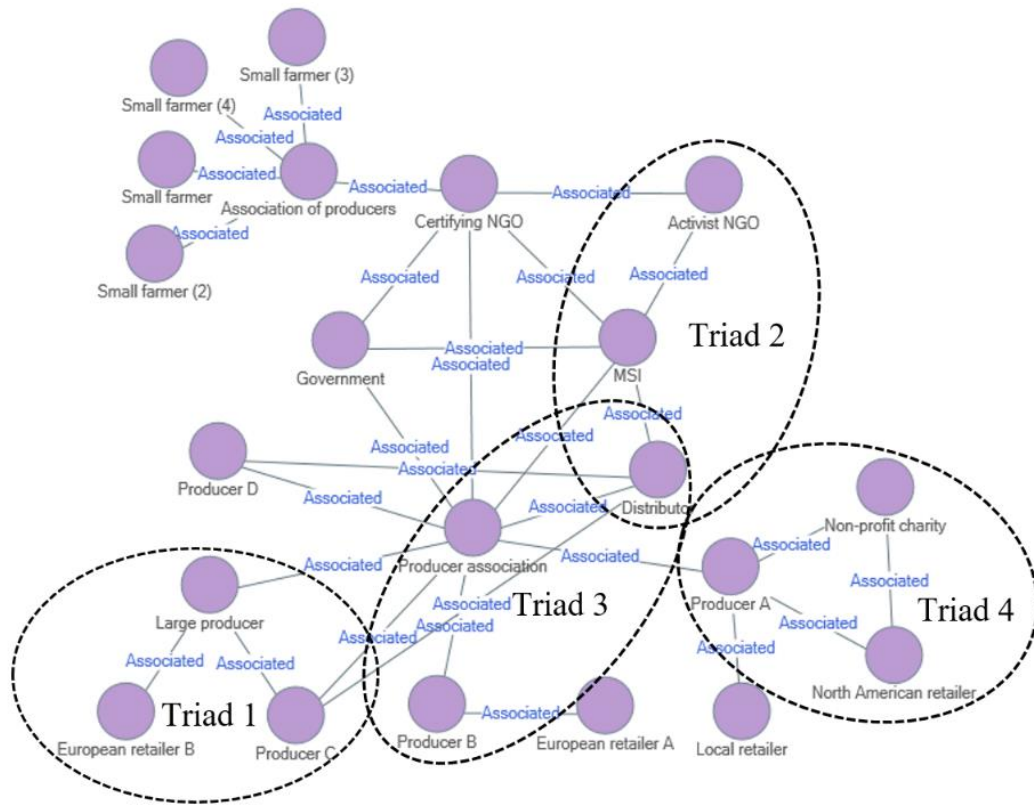 Small farmer (3)
Small farmer (4)
Associated
Associated
Small farmer
Associated
Association of producers
Associated
Certifying NGO
Associated
Activist NGO
Associated
Small farmer (2)
Associated
Associated
Associated
Government
Associated
Associated
MSI
Triad 2
Associated
Associated
Associated
Producer D
Associated
Distributo
Non-profit charity
Associated
Associated
Associated
Producer association
Associated
Associated
Associated
Large producer
Associated
Associated
Triad 3
Producer A
Triad 4
Associated
Associated
Associated
Associated
Associated
North American retailer
European retailer B
Triad 1
Producer C
Producer B
Associated
European retailer A
Local retailer